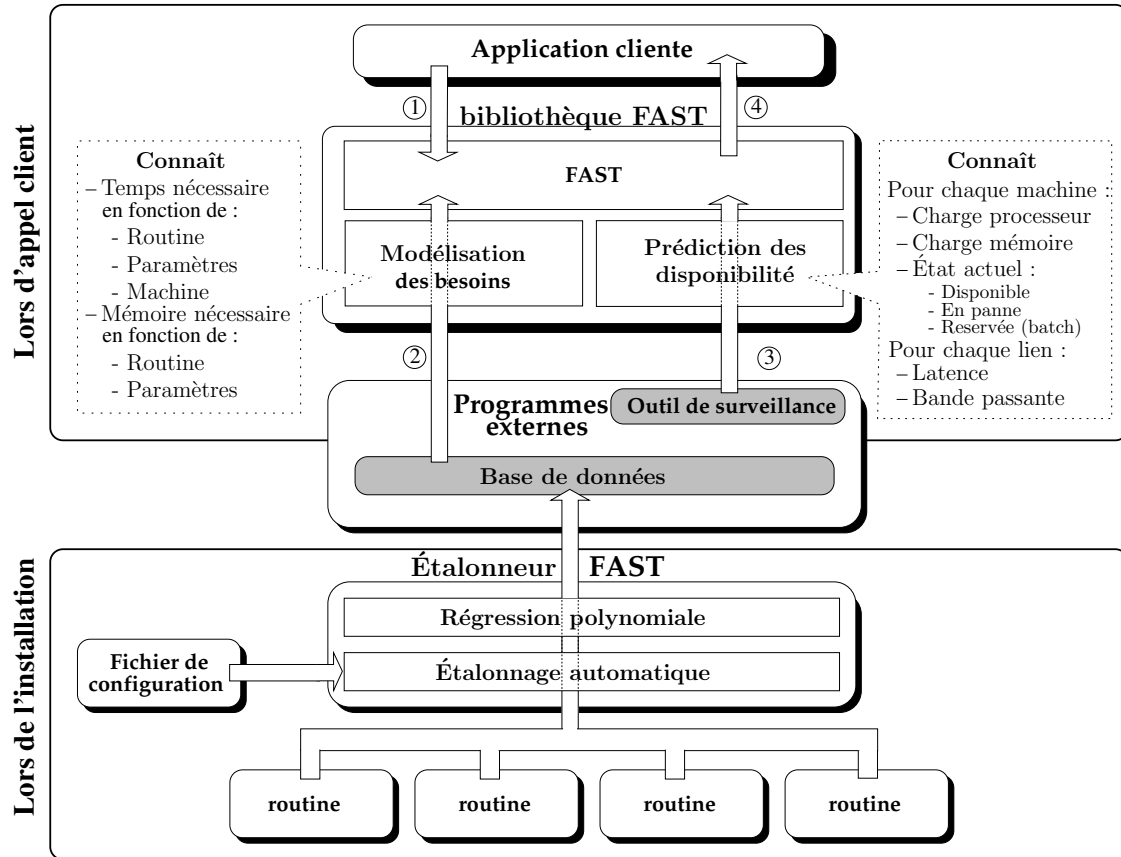 Lors d'appel client
Application cliente
1
4
bibliothèque FAST
FAST
Modélisation
des besoins
Prédiction des
disponibilité
Connaît
– Temps nécessaire
en fonction de :
- Routine
- Paramètres
- Machine
– Mémoire nécessaire
en fonction de :
- Routine
- Paramètres
Connaît
Pour chaque machine :
– Charge processeur
– Charge mémoire
– État actuel :
- Disponible
- En panne
- Reservée (batch)
Pour chaque lien :
– Latence
– Bande passante
2
3
Programmes
externes
Outil de surveillance
Base de données
Lors de l'installation
Étalonneur FAST
Régression polynomiale
Étalonnage automatique
Fichier de
configuration
routine
routine
routine
routine